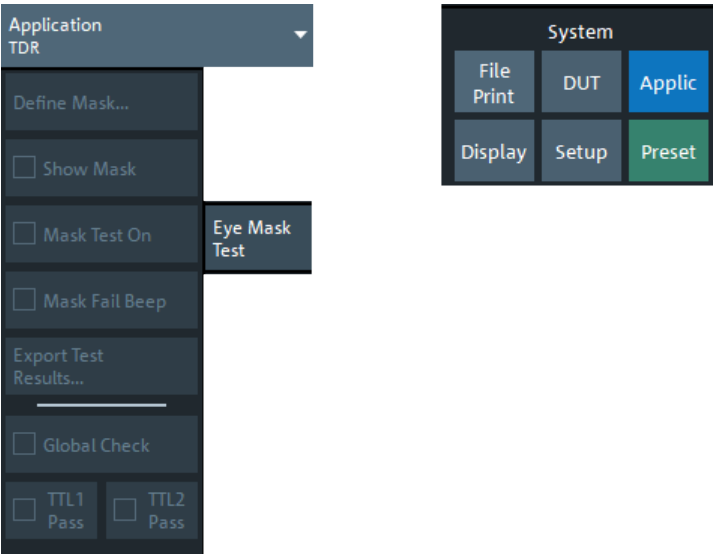 Application
TDR
Define Mask...
Show Mask
Mask Test On
Mask Fail Beep
Export Test
Results...
Global Check
TTL1
Pass
TTL2
Pass
Eye Mask
Test
System
File
Print
DUT
Applic
Display
Setup
Preset